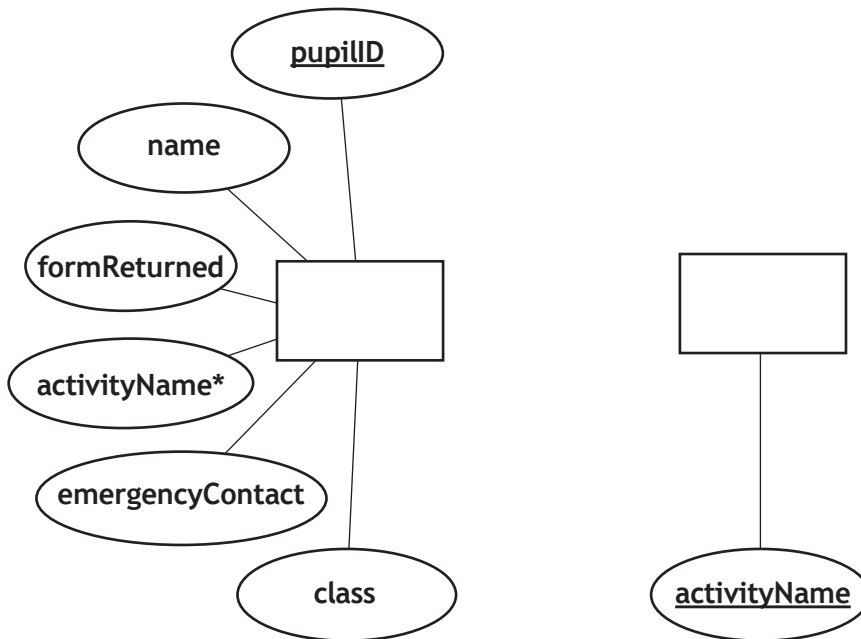 pupilID
name
formReturned
activityName*
emergencyContact
class
activityName